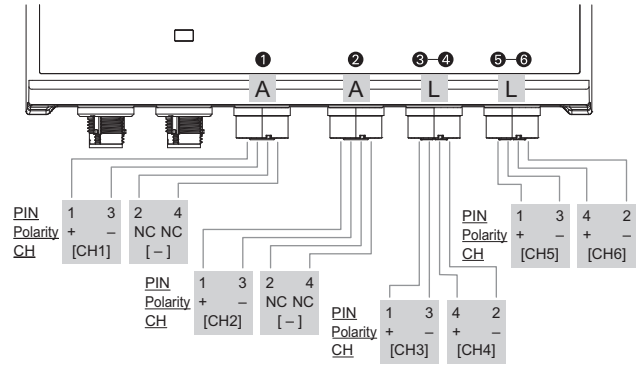 ❶ ❷ ❸–❹ ❺–❻
A A L L
PIN 1 3 2 4
Polarity + – NC NC
CH [CH1] [ – ]
PIN 1 3 2 4
Polarity + – NC NC
CH [CH2] [ – ]
PIN 1 3 4 2
Polarity + – + –
CH [CH3] [CH4]
PIN 1 3 4 2
Polarity + – + –
CH [CH5] [CH6]